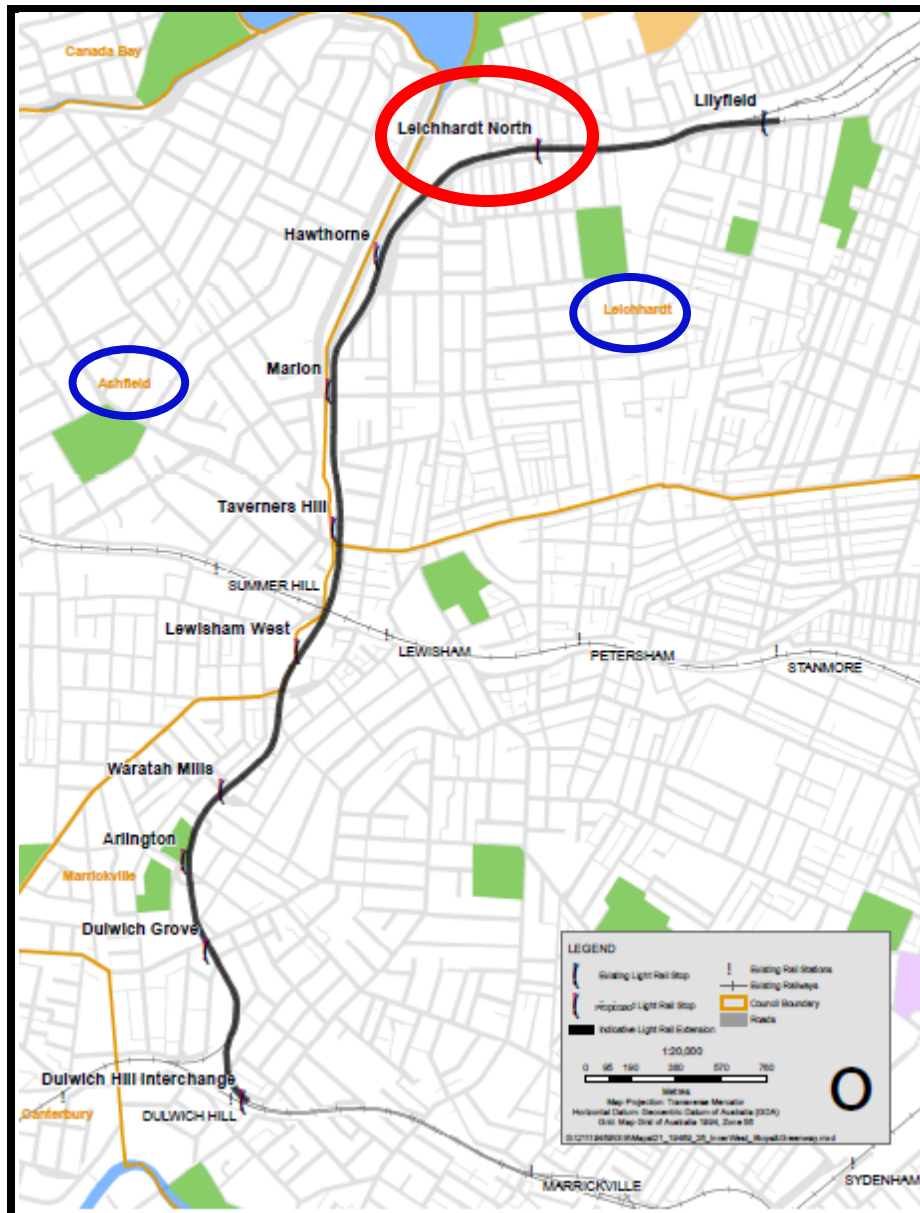 Canada Bay
Lilyfield
Leichhardt North
Hawthorne
Leichhardt
Marion
Ashfield
Taverners Hill
SUMMER HILL
Lewisham West
LEWISHAM
PETERSHAM
STANMORE
Waratah Mills
Arlington
Marrickville
Dulwich Grove
LEGEND
Existing Light Rail Stop
Proposed Light Rail Stop
Indicative Light Rail Extension
! Existing Rail Stations
Existing Railways
Council Boundary
Roads
1:20,000
0 95 190 380 570 760
Metres
Map Projection: Transverse Mercator
Horizontal Datum: Geocentric Datum of Australia (GDA)
Grid: Map Grid of Australia 1994, Zone 56
O
Dulwich Hill Interchange
DULWICH HILL
Canterbury
MARRICKVILLE
SYDENHAM